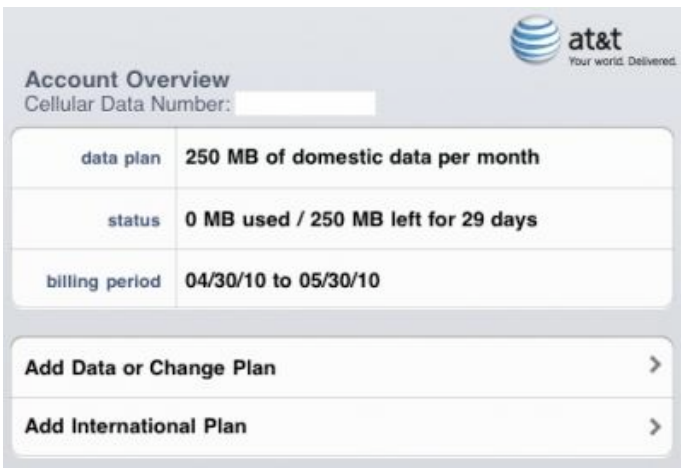 at&t
Your world. Delivered.
Account Overview
Cellular Data Number:
data plan 250 MB of domestic data per month
status 0 MB used / 250 MB left for 29 days
billing period 04/30/10 to 05/30/10
Add Data or Change Plan
Add International Plan